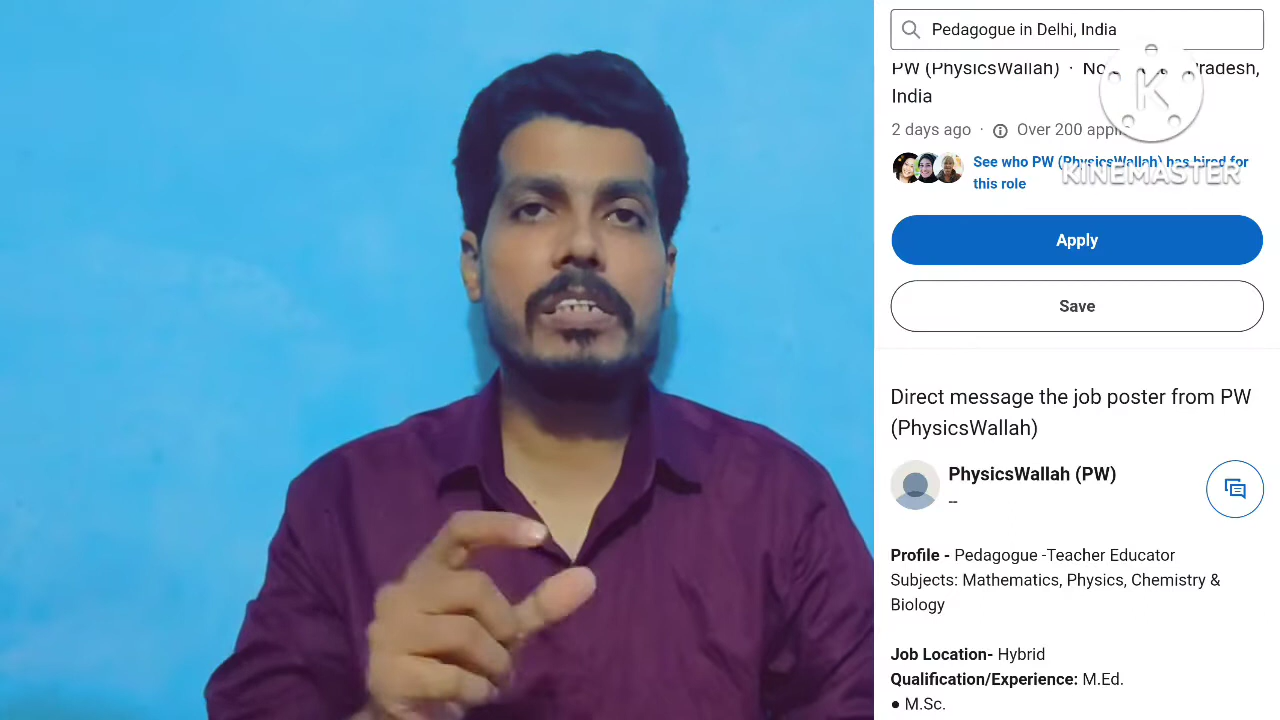 Pedagogue in Delhi, India
PW (PhysicsWallah) · Pradesh,
India
2 days ago · Over 200
See who PW (PhysicsWallah) has hired for
this role
K
KINEMASTER
Apply
Save
Direct message the job poster from PW
(PhysicsWallah)
PhysicsWallah (PW)
--
Profile - Pedagogue -Teacher Educator
Subjects: Mathematics, Physics, Chemistry &
Biology
Job Location- Hybrid
Qualification/Experience: M.Ed.
● M.Sc.